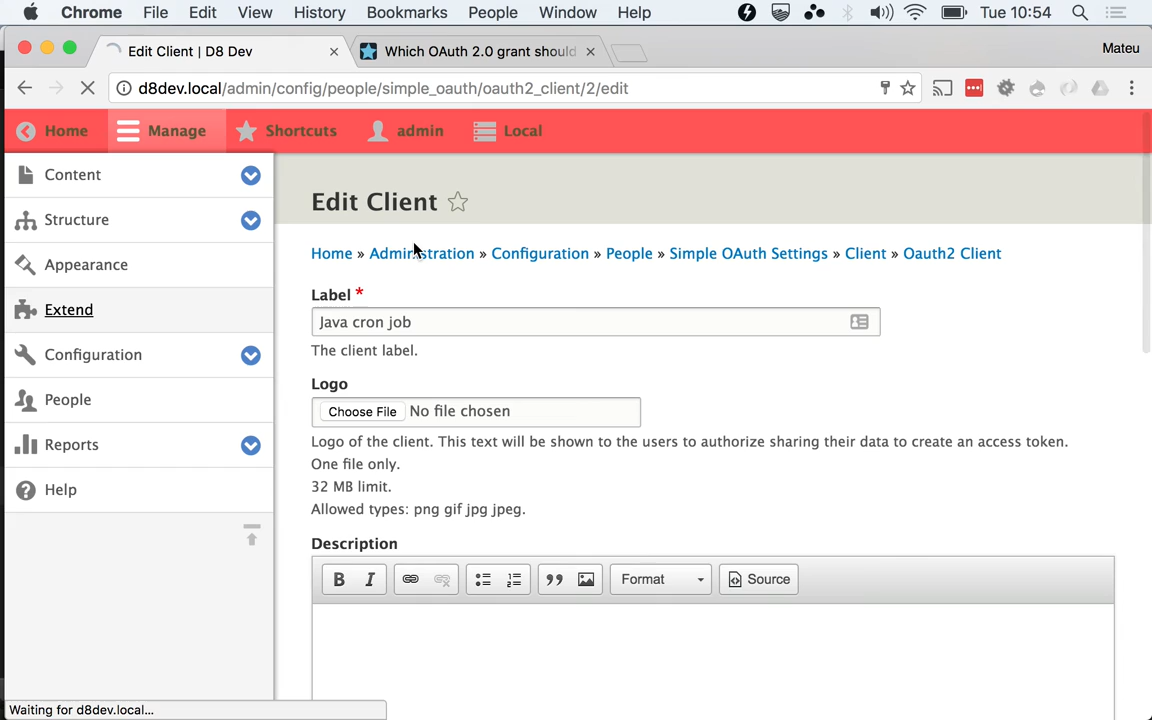 Chrome File Edit View History Bookmarks People Window Help Tue 10:54
Edit Client | D8 Dev Which OAuth 2.0 grant should Mateu
d8dev.local/admin/config/people/simple_oauth/oauth2_client/2/edit
Home Manage Shortcuts admin Local
Content
Structure
Appearance
Extend
Configuration
People
Reports
Help
Edit Client
Home » Administration » Configuration » People » Simple OAuth Settings » Client » Oauth2 Client
Label *
Java cron job
The client label.
Logo
Choose File No file chosen
Logo of the client. This text will be shown to the users to authorize sharing their data to create an access token.
One file only.
32 MB limit.
Allowed types: png gif jpg jpeg.
Description
B I Format Source
Waiting for d8dev.local...